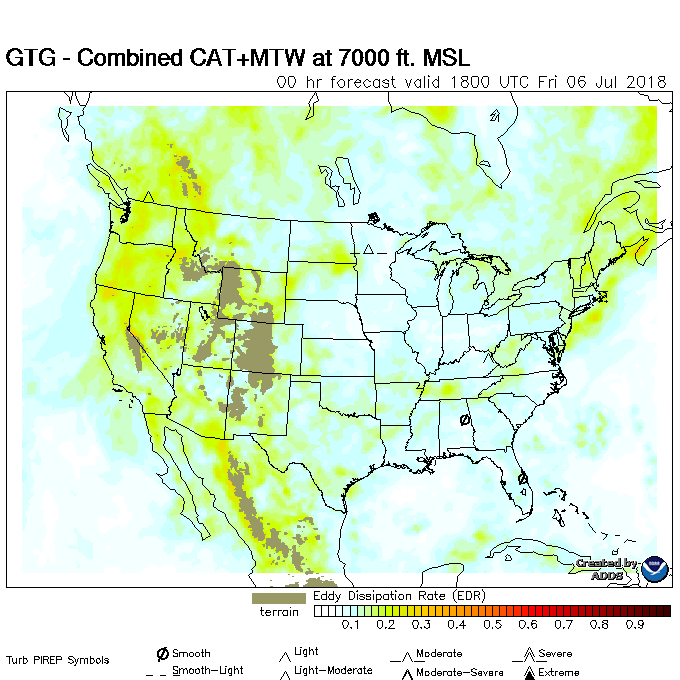 GTG - Combined CAT+MTW at 7000 ft. MSL
00 hr forecast valid 1800 UTC Fri 06 Jul 2018
Created by
ADDS
NOAA
Eddy Dissipation Rate (EDR)
terrain
0.1 0.2 0.3 0.4 0.5 0.6 0.7 0.8 0.9
Turb PIREP Symbols
Smooth Light Moderate Severe
Smooth-Light Light-Moderate Moderate-Severe Extreme